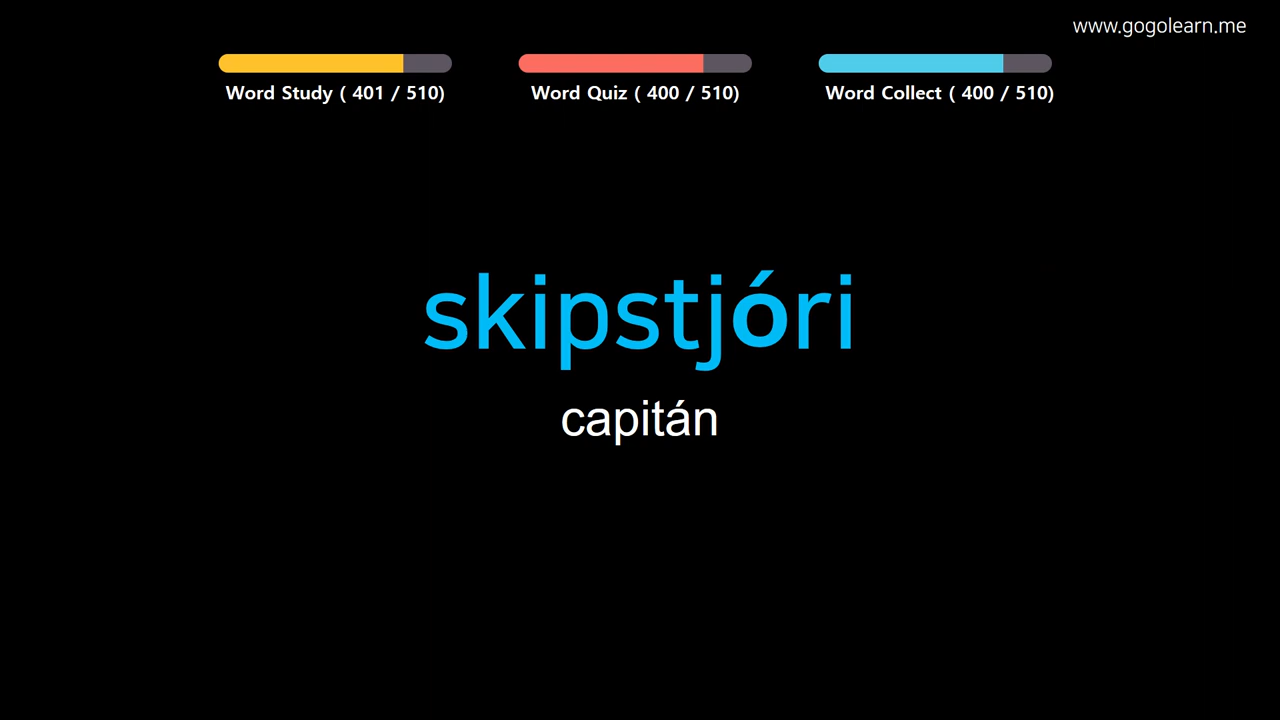 www.gogolearn.me
Word Study ( 401 / 510)
Word Quiz ( 400 / 510)
Word Collect ( 400 / 510)
skipstjóri
capitán